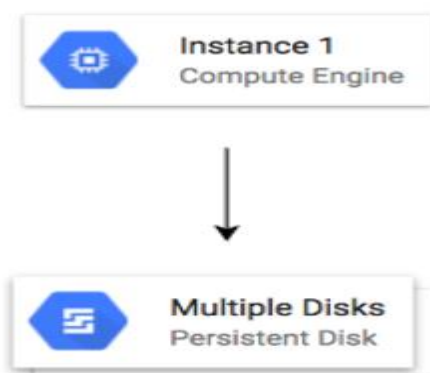 Instance 1
Compute Engine
Multiple Disks
Persistent Disk